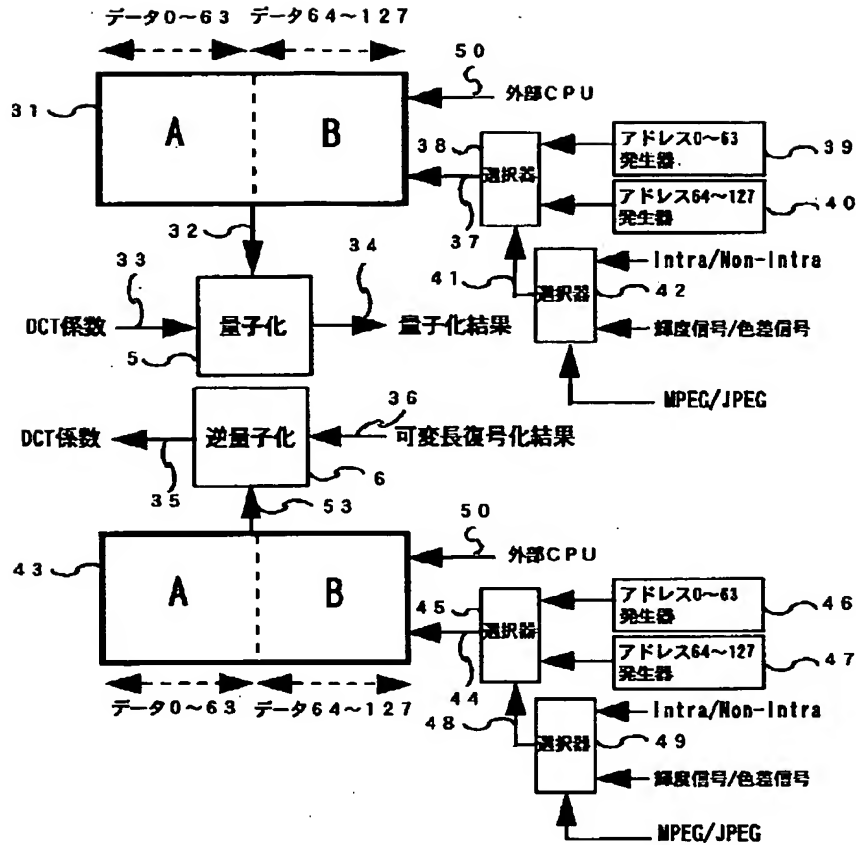 データ0～63 データ64～127
50
外部CPU
31
A
B
38
アドレス0～63
発生器
39
選択器
37
アドレス64～127
発生器
40
32
34
41
Intra/Non-Intra
33
選択器
42
DCT係数
量子化
量子化結果
輝度信号/色差信号
5
MPEG/JPEG
36
DCT係数
逆量子化
可変長復号化結果
35
6
53
50
外部CPU
43
A
B
45
アドレス0～63
発生器
46
選択器
44
アドレス64～127
発生器
47
データ0～63 データ64～127
48
Intra/Non-Intra
選択器
49
輝度信号/色差信号
MPEG/JPEG